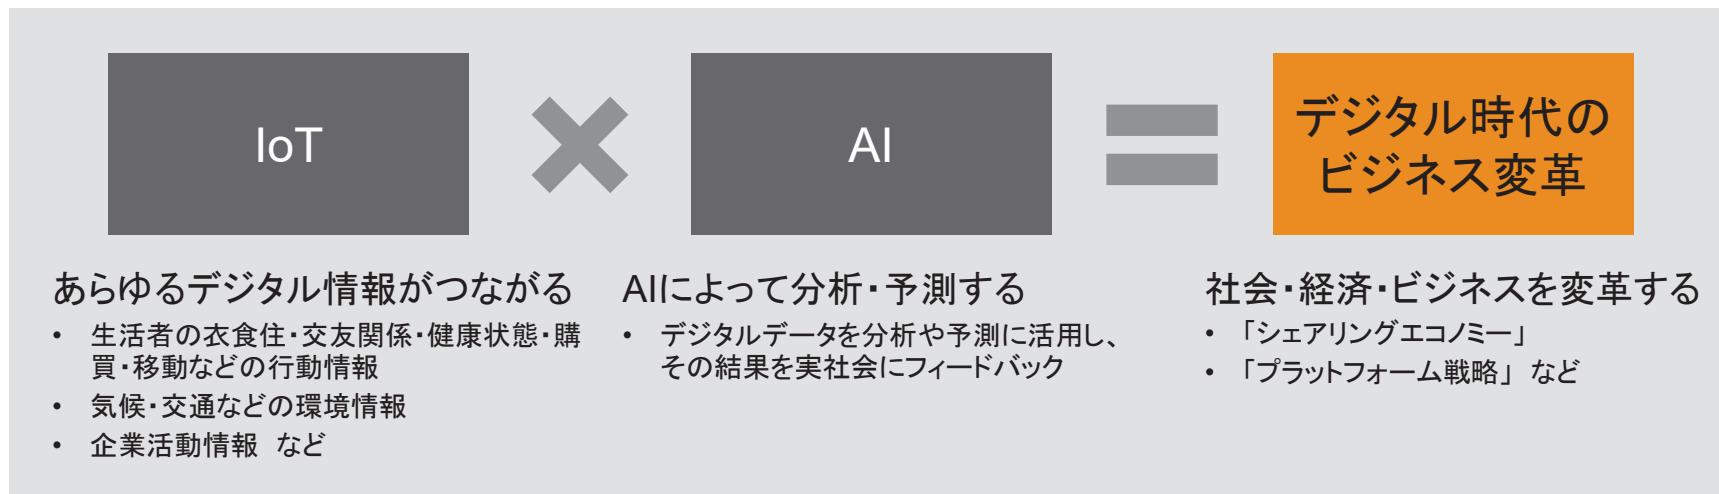 IoT
AI
デジタル時代の
ビジネス変革
あらゆるデジタル情報がつながる
• 生活者の衣食住・交友関係・健康状態・購
買・移動などの行動情報
• 気候・交通などの環境情報
• 企業活動情報 など
AIによって分析・予測する
• デジタルデータを分析や予測に活用し、
その結果を実社会にフィードバック
社会・経済・ビジネスを変革する
• 「シェアリングエコノミー」
• 「プラットフォーム戦略」 など